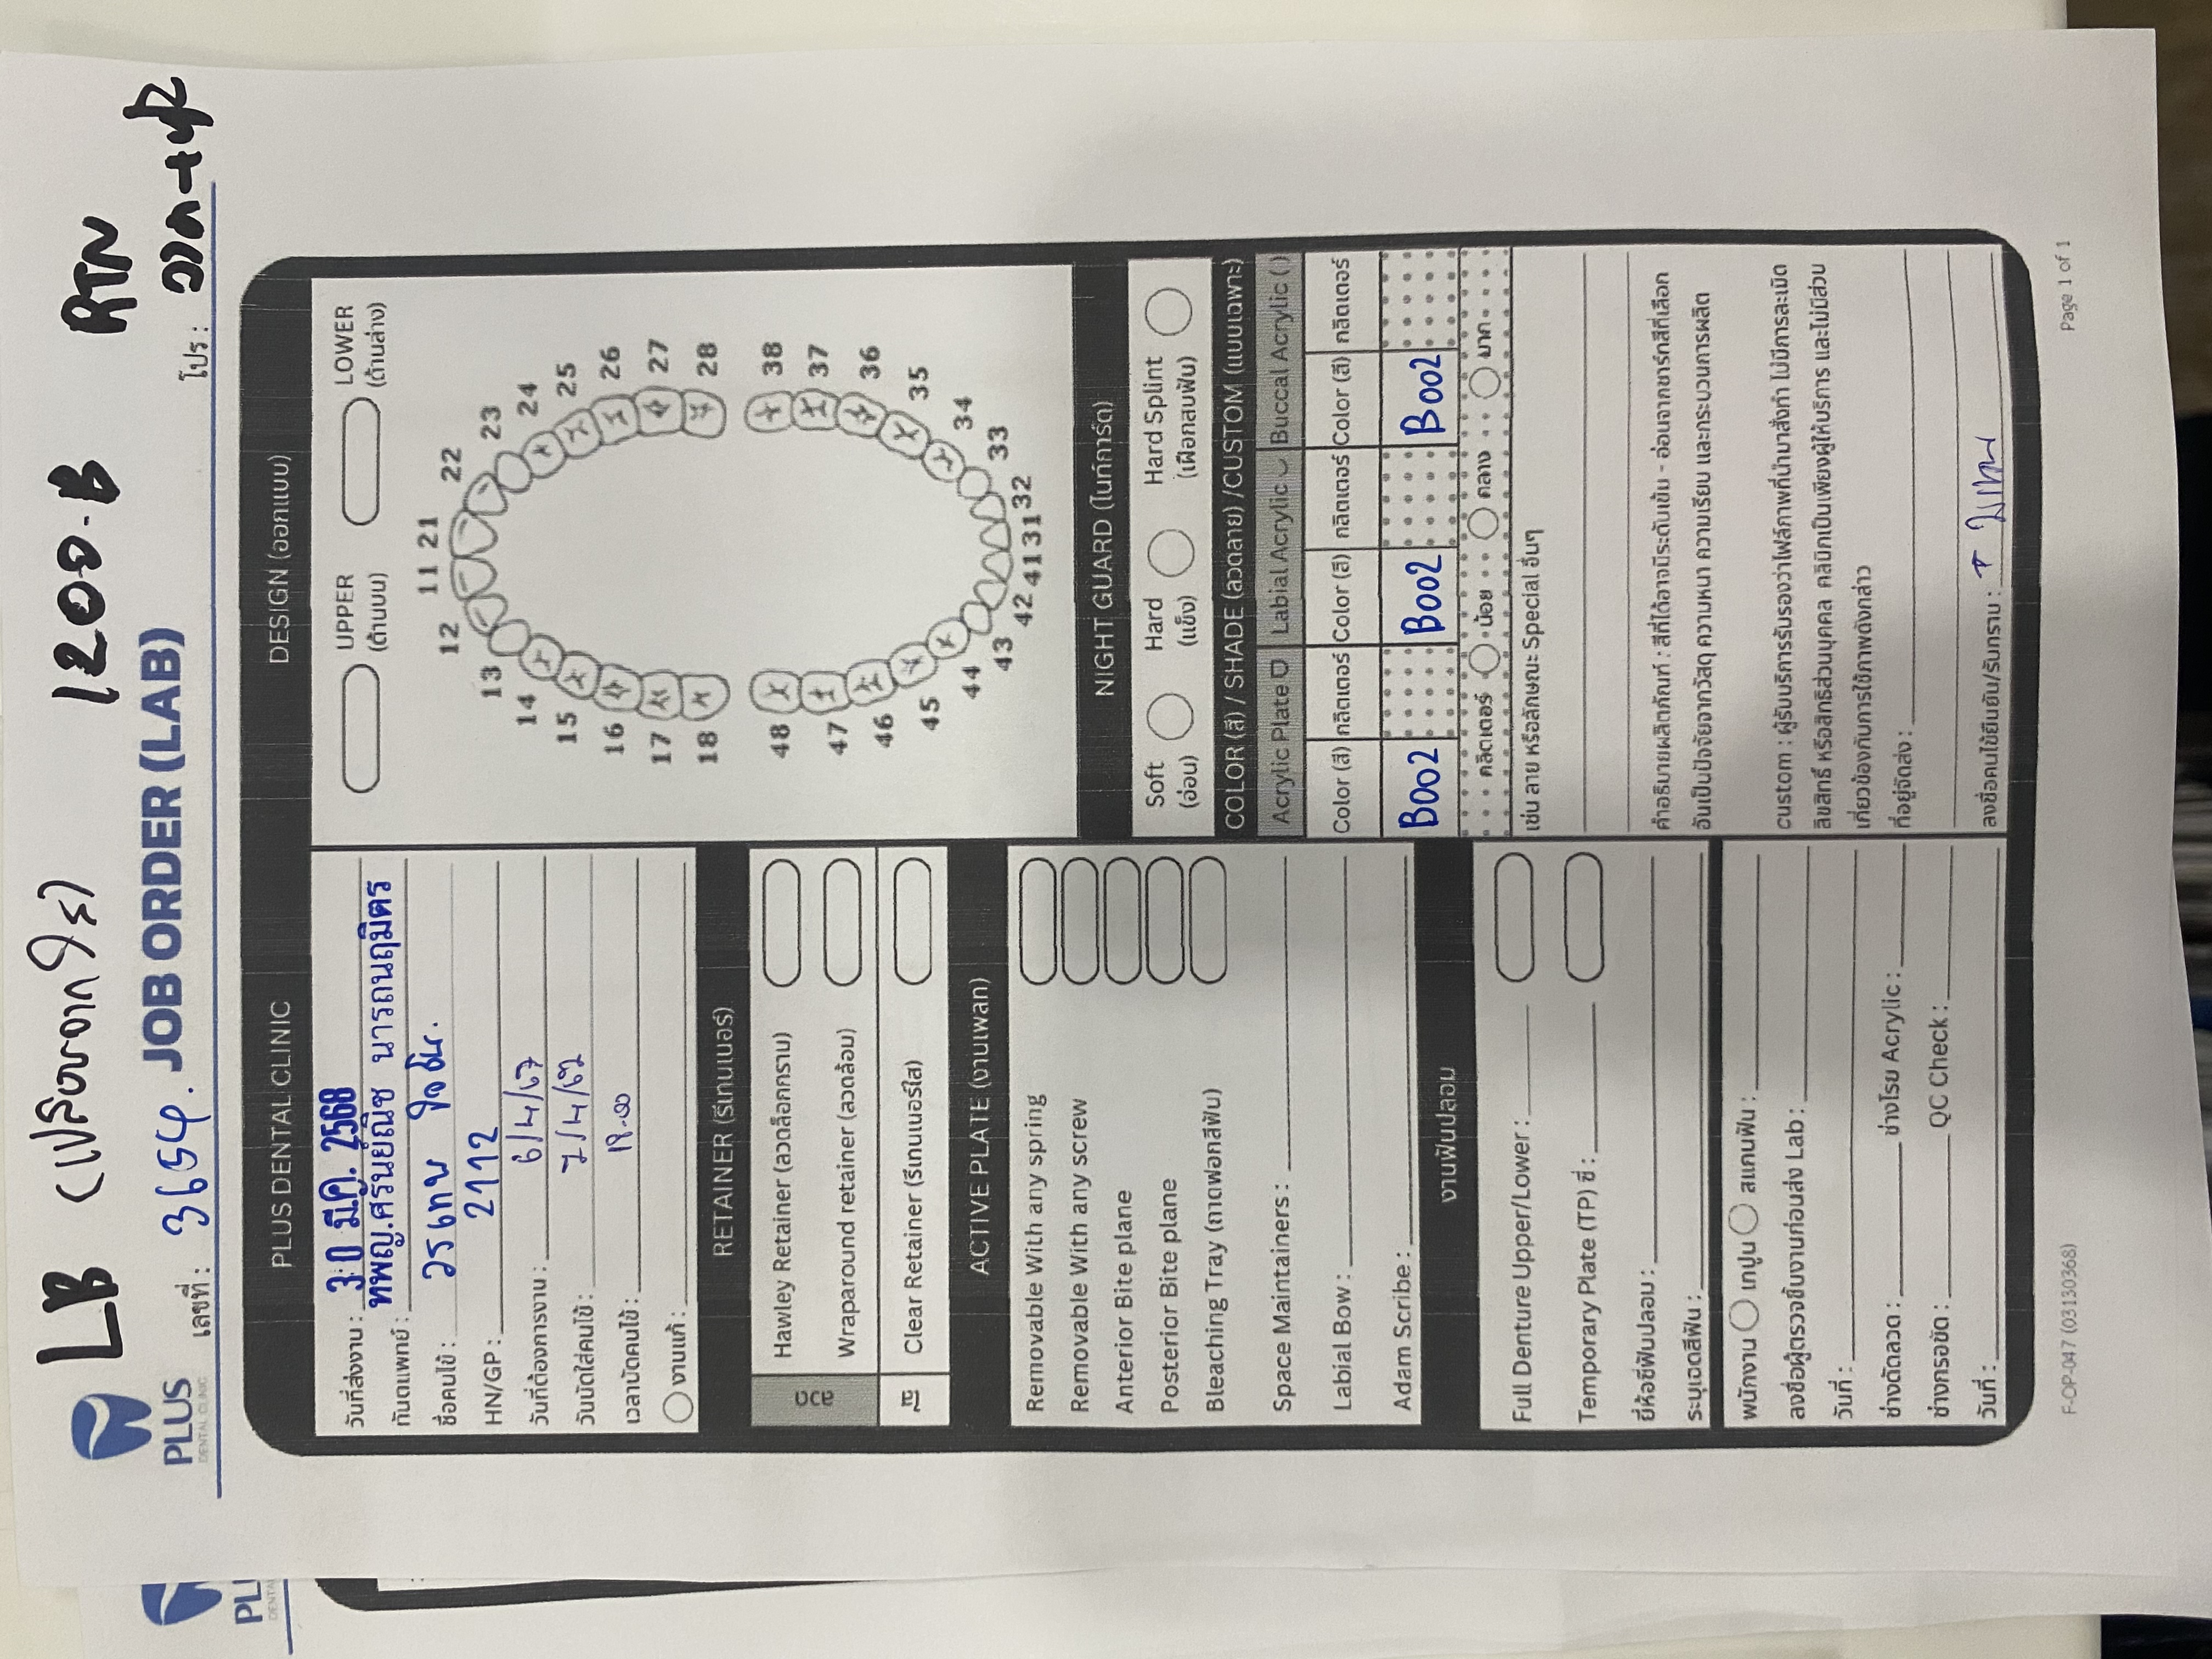 LB (เปลี่ยนจากใส) 1200.-B RTN
PLUS
DENTAL CLINIC
เลขที่ : 3654. JOB ORDER (LAB)
โปร :
PLUS DENTAL CLINIC
วันที่ส่งงาน : 30 มี.ค. 2568
ทันตแพทย์ : ทพญ.ศรันย์ณิช นารถนฤมิตร
ชื่อคนไข้ : วรเทพ
HN/GP : 2112
วันที่ต้องการงาน : 6/4/67
วันนัดใส่คนไข้ : 7/4/67
เวลานัดคนไข้ : 18.00
งานแก้ :
RETAINER (รีเทนเนอร์)
ลวด
Hawley Retainer (ลวดล็อกกราม)
Wraparound retainer (ลวดล้อม)
ใส
Clear Retainer (รีเทนเนอร์ใส)
ACTIVE PLATE (งานเพลท)
Removable With any spring
Removable With any screw
Anterior Bite plane
Posterior Bite plane
Bleaching Tray (ถาดฟอกสีฟัน)
Space Maintainers :
Labial Bow :
Adam Scribe :
งานฟันปลอม
Full Denture Upper/Lower :
Temporary Plate (TP) ซี่ :
ยี่ห้อซี่ฟันปลอม :
ระบุเฉดสีฟัน :
พนักงาน เทปูน สแกนฟัน :
ลงชื่อผู้ตรวจชิ้นงานก่อนส่ง Lab :
วันที่ :
ช่างดัดลวด : ช่างโรย Acrylic :
ช่างกรอขัด : QC Check :
วันที่ :
DESIGN (ออกแบบ)
UPPER
(ด้านบน)
LOWER
(ด้านล่าง)
11 21
12 22
13 23
14 24
15 25
16 26
17 27
18 28
48 38
47 37
46 36
45 35
44 34
43 33
42 41 31 32
NIGHT GUARD (ไนท์การ์ด)
Soft
(อ่อน)
Hard
(แข็ง)
Hard Splint
(เฝือกสบฟัน)
COLOR (สี) / SHADE (ลวดลาย) /CUSTOM (แบบเฉพาะ)
Acrylic Plate Labial Acrylic Buccal Acrylic ( )
Color (สี) กลิตเตอร์ Color (สี) กลิตเตอร์ Color (สี) กลิตเตอร์
B002 B002 B002
กลิตเตอร์ น้อย กลาง มาก
เช่น ลาย หรือลักษณะ Special อื่นๆ
คำอธิบายผลิตภัณฑ์ : สีที่ได้อาจมีระดับเข้ม - อ่อนจากชาร์ทสีที่เลือก
อันเป็นปัจจัยจากวัสดุ ความหนา ความเรียบ และกระบวนการผลิต
custom : ผู้รับบริการรับรองว่าไฟล์ภาพที่นำมาสั่งทำ ไม่มีการละเมิด
ลิขสิทธิ์ หรือสิทธิส่วนบุคคล คลินิกเป็นเพียงผู้ให้บริการ และไม่มีส่วน
เกี่ยวข้องกับการใช้ภาพดังกล่าว
ที่อยู่จัดส่ง :
ลงชื่อคนไข้ยืนยัน/รับทราบ :
F-OP-047 (03130368)
Page 1 of 1